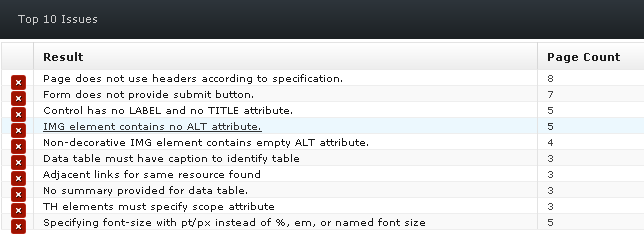 Top 10 Issues
Result Page Count
Page does not use headers according to specification. 8
Form does not provide submit button. 7
Control has no LABEL and no TITLE attribute. 5
IMG element contains no ALT attribute. 5
Non-decorative IMG element contains empty ALT attribute. 4
Data table must have caption to identify table 3
Adjacent links for same resource found 3
No summary provided for data table. 3
TH elements must specify scope attribute 3
Specifying font-size with pt/px instead of %, em, or named font size 5